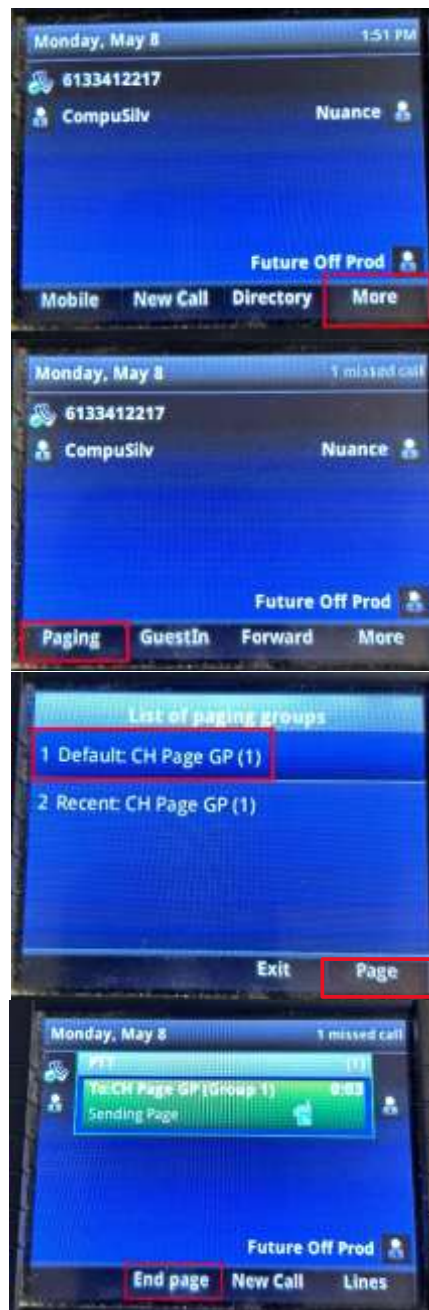 Monday, May 8 1:51 PM
6133412217
CompuSilv Nuance
Future Off Prod
Mobile New Call Directory More
Monday, May 8 1 missed call
6133412217
CompuSilv Nuance
Future Off Prod
Paging GuestIn Forward More
List of paging groups
1 Default: CH Page GP (1)
2 Recent: CH Page GP (1)
Exit Page
Monday, May 8 1 missed call
PTT (1)
To:CH Page GP (Group 1) 0:03
Sending Page
Future Off Prod
End page New Call Lines